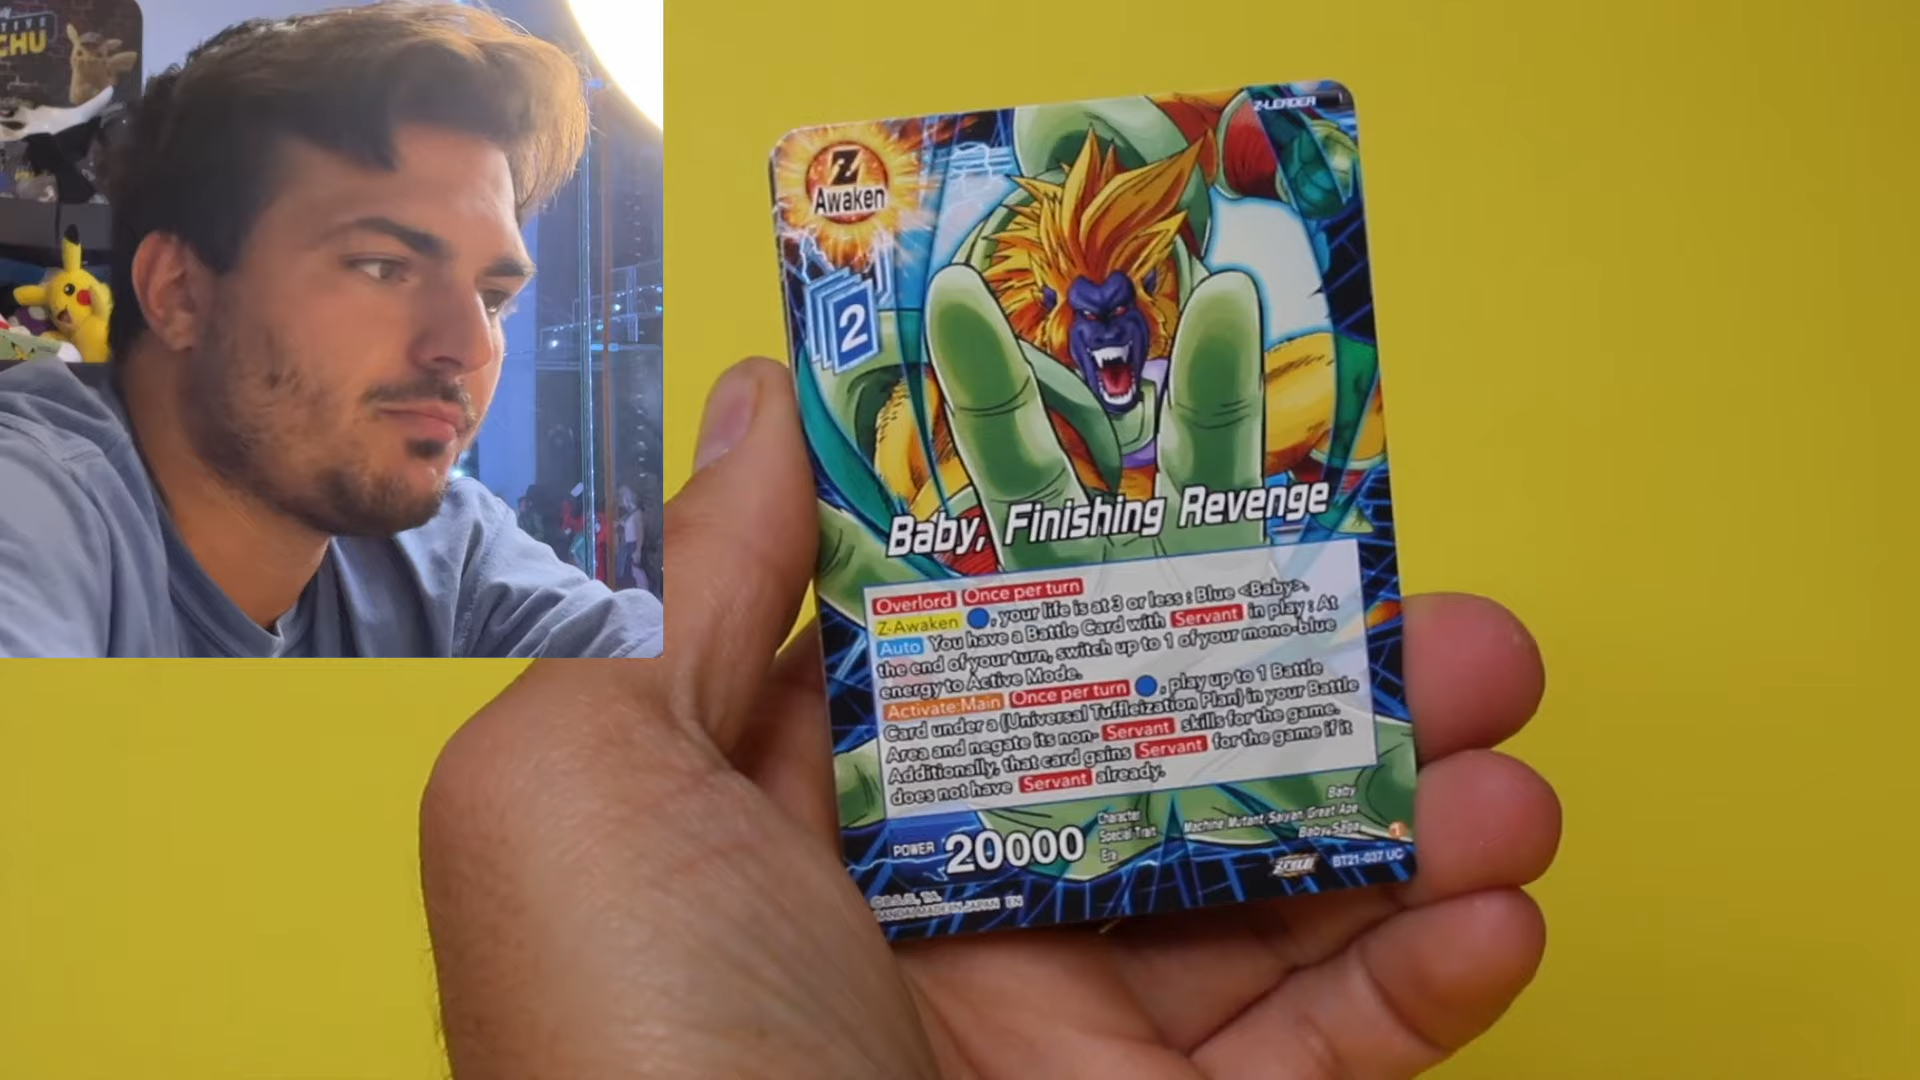 CHU
Z-LEADER
Z
Awaken
2
Baby, Finishing Revenge
Overlord Once per turn
Z-Awaken , your life is at 3 or less : Blue <Baby>.
Auto You have a Battle Card with Servant in play : At
the end of your turn, switch up to 1 of your mono-blue
energy to Active Mode.
Activate:Main Once per turn , play up to 1 Battle
Card under a {Universal Tuffleization Plan} in your Battle
Area and negate its non- Servant skills for the game.
Additionally, that card gains Servant for the game if it
does not have Servant already.
POWER 20000
Character Baby
Special Trait Machine Mutant/Saiyan/Great Ape
Era Baby Saga
BT21-037 UC
BANDAI MADE IN JAPAN EN